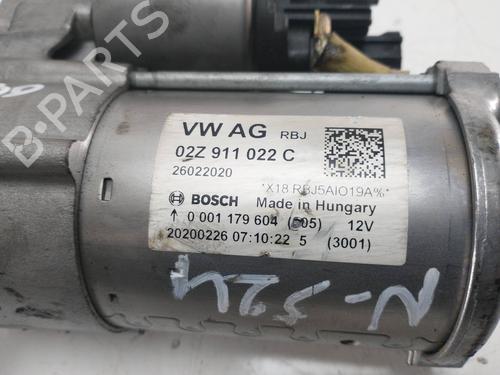 B-PARTS
VW AG RBJ
02Z 911 022 C
26022020
*X18 RBJ5AIO19A%*
BOSCH Made in Hungary
↑ 0 001 179 604 (505) 12V
20200226 07:10:22 5 (3001)
N-524